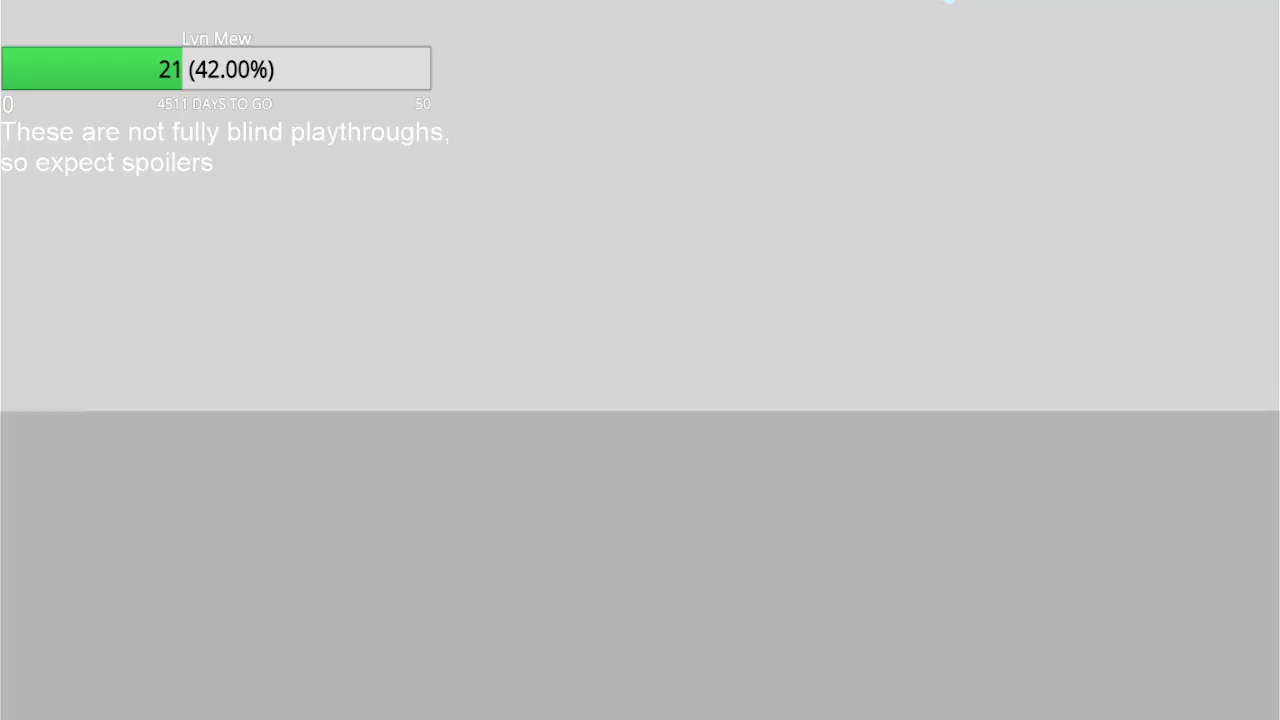 Lvn Mew
21 (42.00%)
0 4511 DAYS TO GO 50
These are not fully blind playthroughs,
so expect spoilers